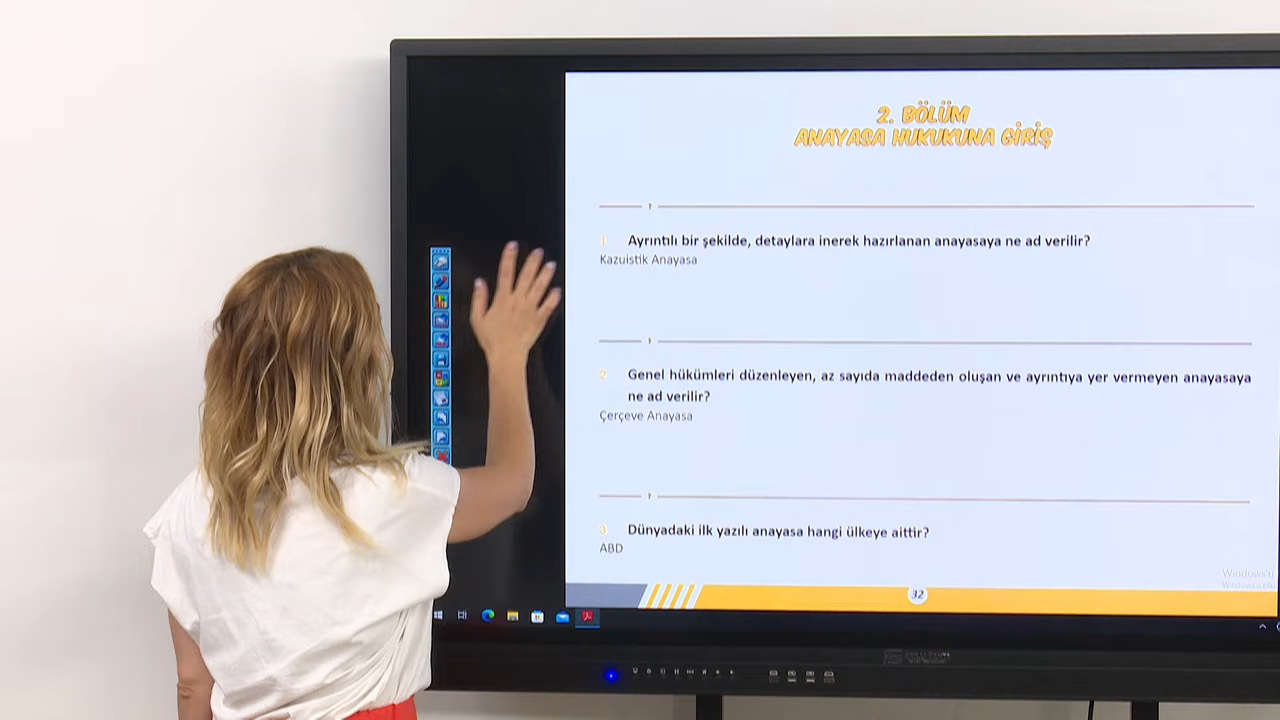 2. BÖLÜM
ANAYASA HUKUKUNA GİRİŞ
1 Ayrıntılı bir şekilde, detaylara inerek hazırlanan anayasaya ne ad verilir?
Kazuistik Anayasa
2 Genel hükümleri düzenleyen, az sayıda maddeden oluşan ve ayrıntıya yer vermeyen anayasaya
ne ad verilir?
Çerçeve Anayasa
3 Dünyadaki ilk yazılı anayasa hangi ülkeye aittir?
ABD
Windows'u
32